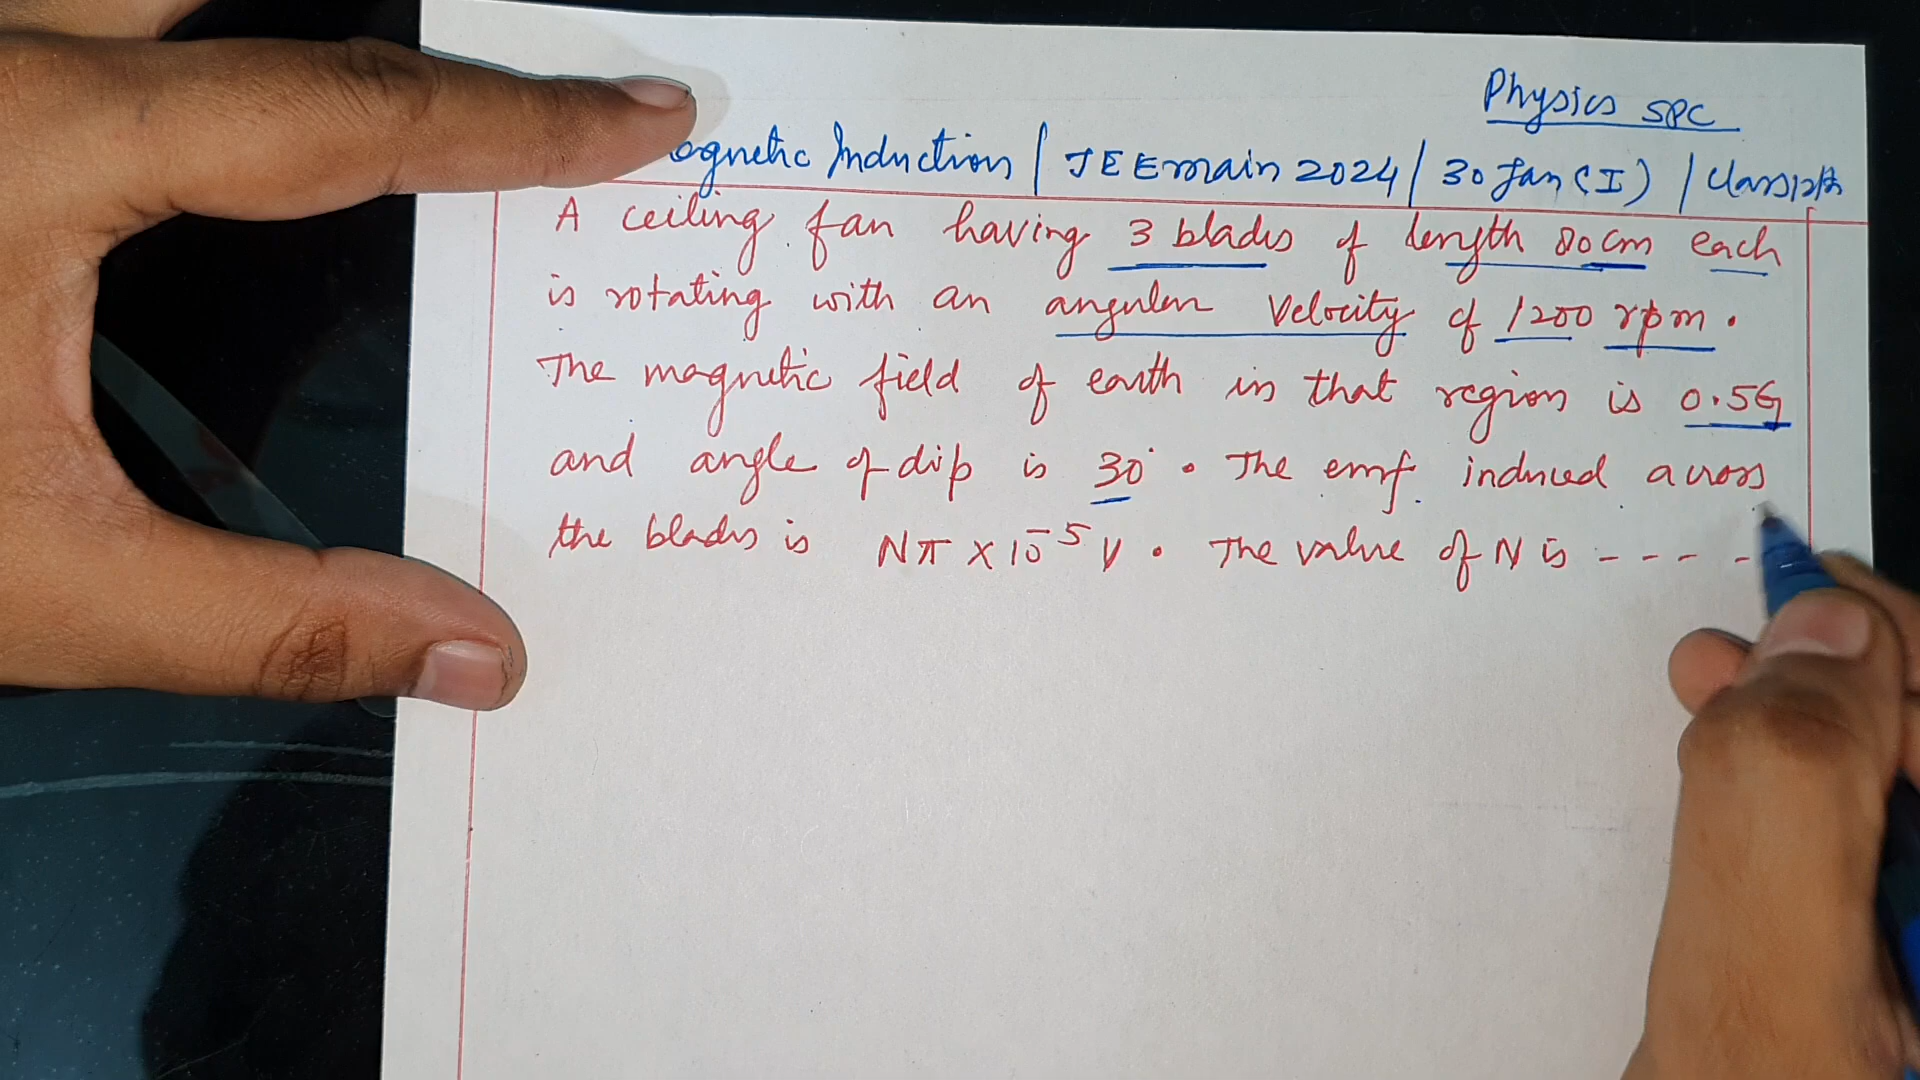 Physics SPC
ognetic Induction | JEE main 2024 | 30 Jan (I) | Class 12th
A ceiling fan having 3 blades of length 80 cm each
is rotating with an angular velocity of 1200 rpm.
The magnetic field of earth in that region is 0.5G
and angle of dip is 30°. The emf induced across
the blades is Nπ × 10⁻⁵ V. The value of N is - - - -